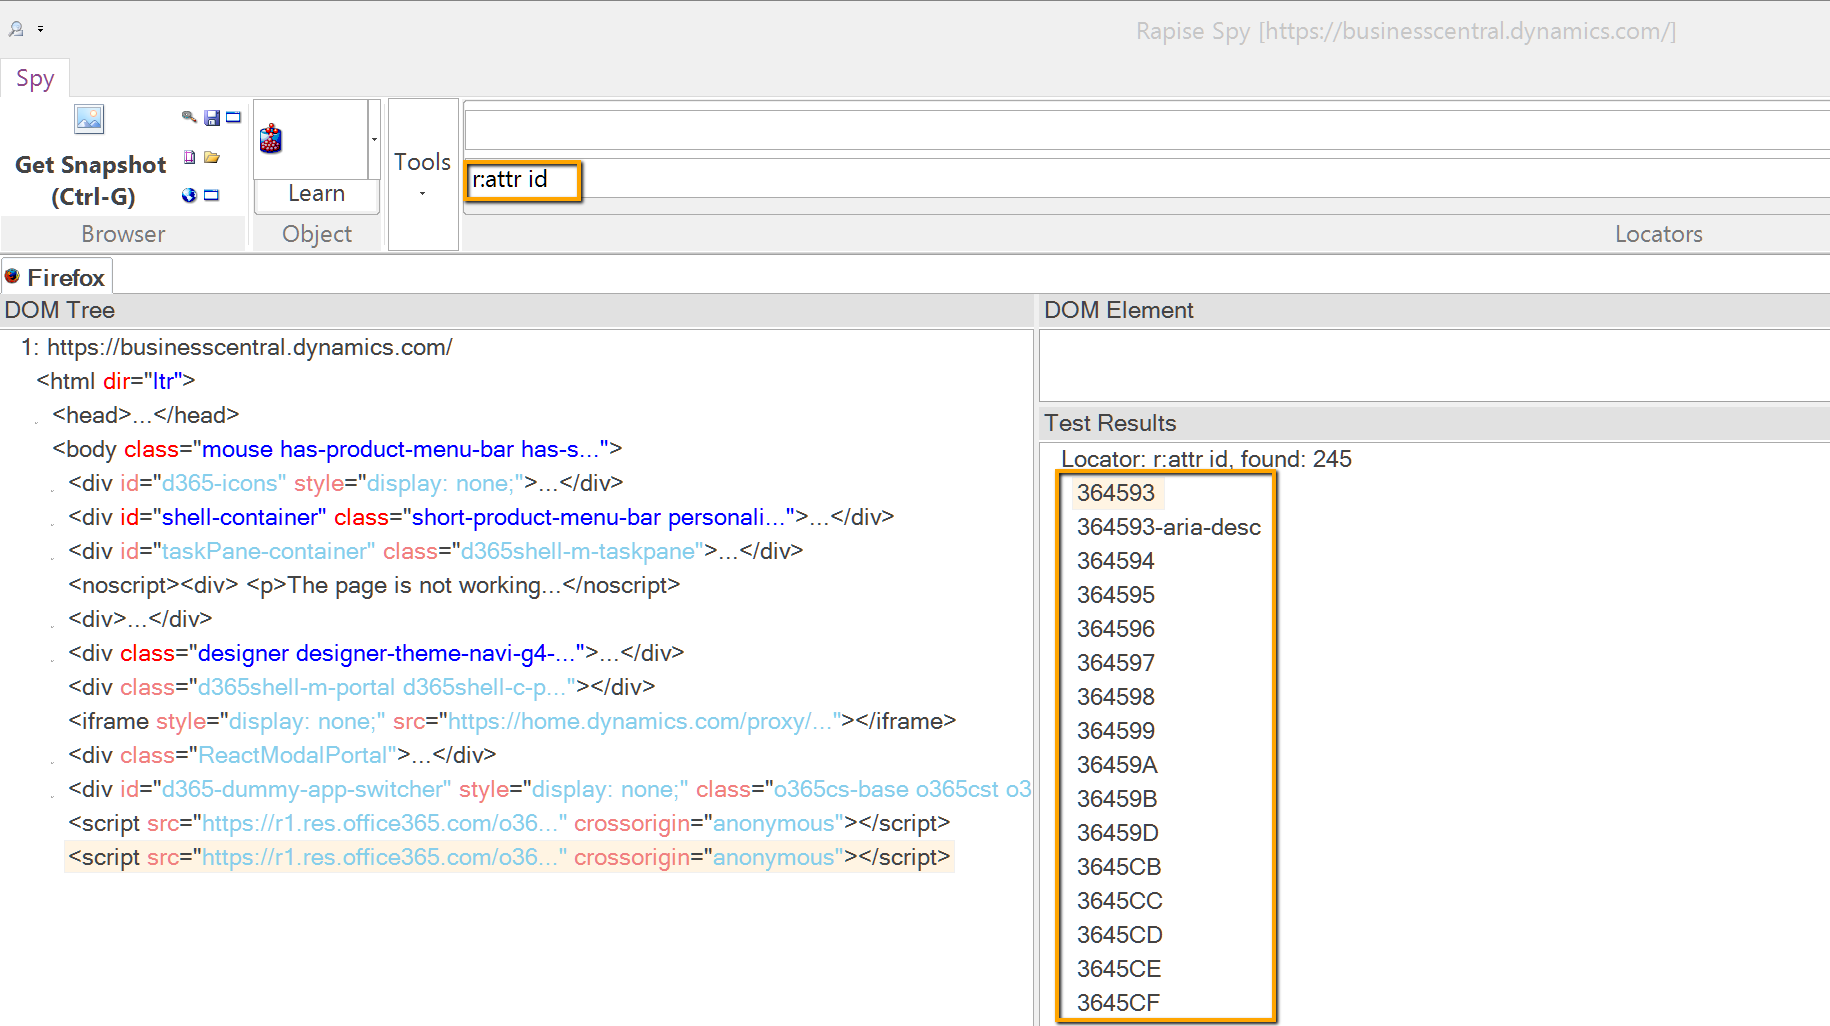 Rapise Spy [https://businesscentral.dynamics.com/]
Spy
Get Snapshot
(Ctrl-G)
Browser
Learn
Object
Tools
r:attr id
Locators
Firefox
DOM Tree
1: https://businesscentral.dynamics.com/
<html dir="ltr">
<head>...</head>
<body class="mouse has-product-menu-bar has-s...">
<div id="d365-icons" style="display: none;">...</div>
<div id="shell-container" class="short-product-menu-bar personali...">...</div>
<div id="taskPane-container" class="d365shell-m-taskpane">...</div>
<noscript><div> <p>The page is not working...</noscript>
<div>...</div>
<div class="designer designer-theme-navi-g4-...">...</div>
<div class="d365shell-m-portal d365shell-c-p..."></div>
<iframe style="display: none;" src="https://home.dynamics.com/proxy/..."></iframe>
<div class="ReactModalPortal">...</div>
<div id="d365-dummy-app-switcher" style="display: none;" class="o365cs-base o365cst o3
<script src="https://r1.res.office365.com/o36..." crossorigin="anonymous"></script>
<script src="https://r1.res.office365.com/o36..." crossorigin="anonymous"></script>
DOM Element
Test Results
Locator: r:attr id, found: 245
364593
364593-aria-desc
364594
364595
364596
364597
364598
364599
36459A
36459B
36459D
3645CB
3645CC
3645CD
3645CE
3645CF